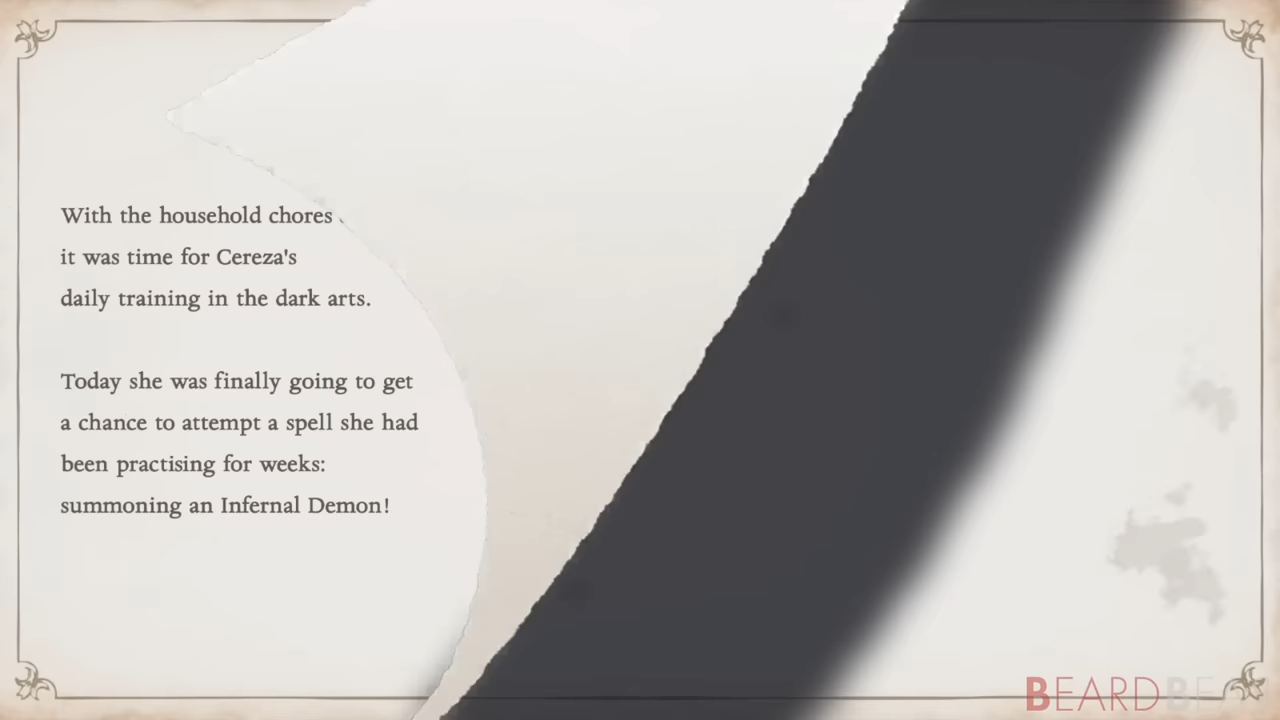 With the household chores
it was time for Cereza's
daily training in the dark arts.
Today she was finally going to get
a chance to attempt a spell she had
been practising for weeks:
summoning an Infernal Demon!
BEARDBE